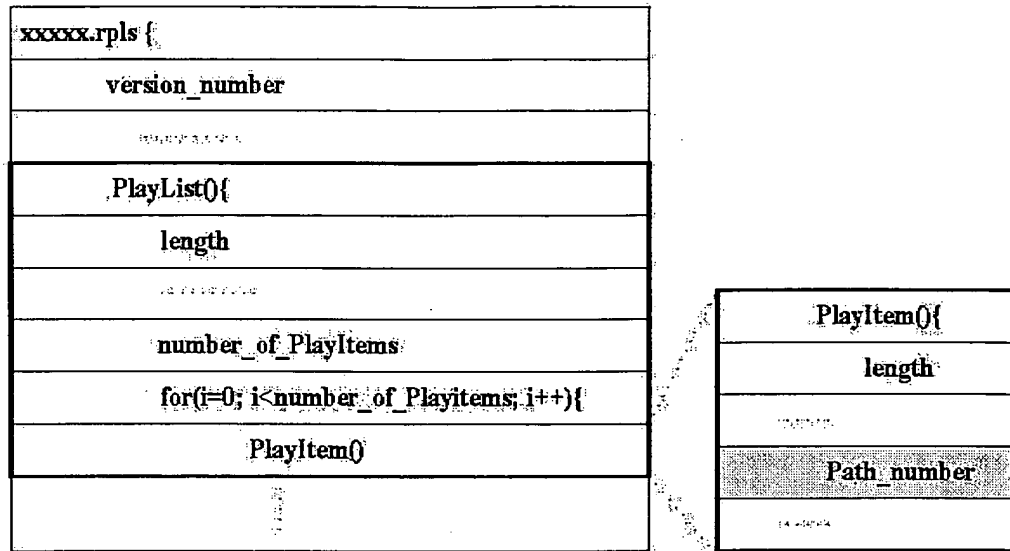 xxxxx.rpls {
version_number
PlayList(){
length
number_of_PlayItems
for(i=0; i<number_of_Playitems; i++){
PlayItem()
PlayItem(){
length
Path_number